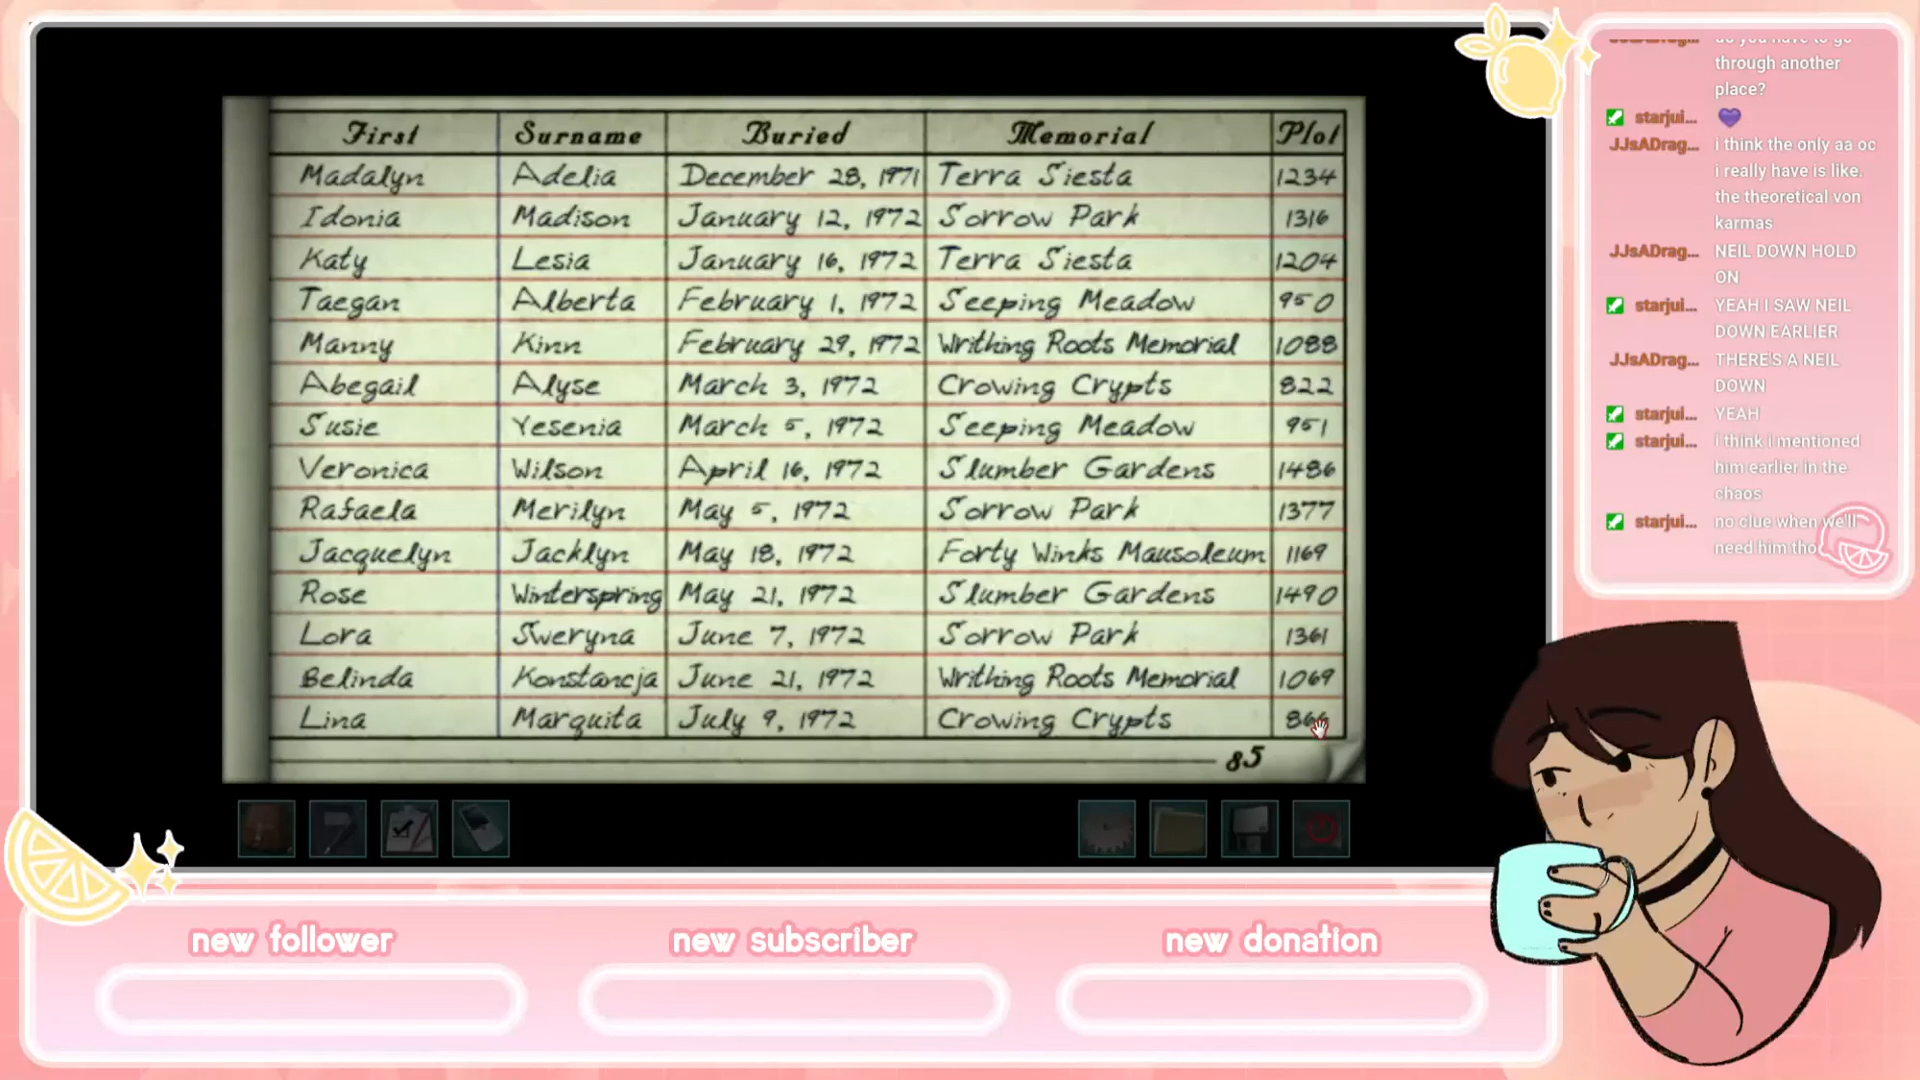 First Surname Buried Memorial Plot
Madalyn Adelia December 28, 1971 Terra Siesta 1234
Idonia Madison January 12, 1972 Sorrow Park 1316
Katy Lesia January 16, 1972 Terra Siesta 1204
Taegan Alberta February 1, 1972 Seeping Meadow 950
Manny Kinn February 29, 1972 Writhing Roots Memorial 1088
Abegail Alyse March 3, 1972 Crowing Crypts 822
Susie Yesenia March 5, 1972 Seeping Meadow 951
Veronica Wilson April 16, 1972 Slumber Gardens 1486
Rafaela Merilyn May 5, 1972 Sorrow Park 1377
Jacquelyn Jacklyn May 18, 1972 Forty Winks Mausoleum 1169
Rose Winterspring May 21, 1972 Slumber Gardens 1490
Lora Sweryna June 7, 1972 Sorrow Park 1361
Belinda Konstancja June 21, 1972 Writhing Roots Memorial 1069
Lina Marquita July 9, 1972 Crowing Crypts
85
do you have to go
through another
place?
starjui... 💜
JJsADrag... i think the only aa oc
i really have is like.
the theoretical von
karmas
JJsADrag... NEIL DOWN HOLD
ON
starjui... YEAH I SAW NEIL
DOWN EARLIER
JJsADrag... THERE'S A NEIL
DOWN
starjui... YEAH
starjui... i think i mentioned
him earlier in the
chaos
starjui... no clue when we'll
need him tho
new follower
new subscriber
new donation